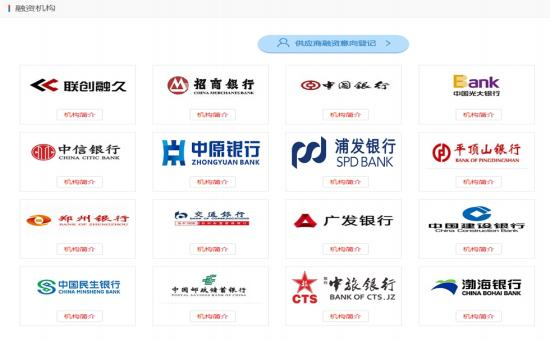 融资机构
供应商融资意向登记 >
联创融久
机构简介
招商银行
CHINA MERCHANTS BANK
机构简介
中国银行
机构简介
Bank
中国光大银行
机构简介
中信银行
CHINA CITIC BANK
机构简介
中原银行
ZHONGYUAN BANK
机构简介
浦发银行
SPD BANK
机构简介
平顶山银行
BANK OF PINGDINGSHAN
机构简介
郑州银行
BANK OF ZHENGZHOU
机构简介
交通银行
BANK OF COMMUNICATIONS
机构简介
广发银行
机构简介
中国建设银行
China Construction Bank
机构简介
中国民生银行
CHINA MINSHENG BANK
机构简介
中国邮政储蓄银行
POSTAL SAVINGS BANK OF CHINA
机构简介
CTS
中旅银行
BANK OF CTS.JZ
机构简介
渤海银行
CHINA BOHAI BANK
机构简介